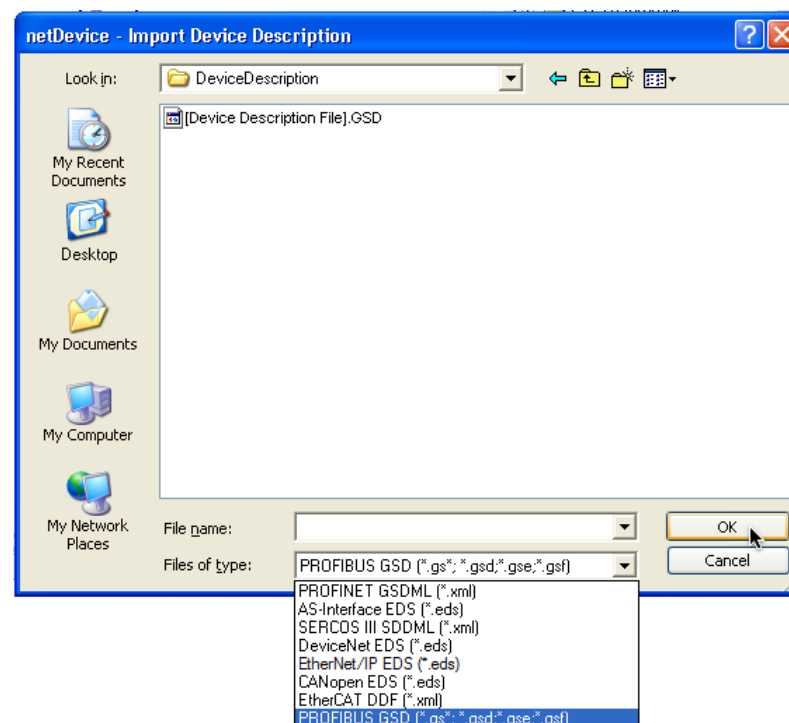 netDevice - Import Device Description
Look in:
DeviceDescription
[Device Description File].GSD
My Recent
Documents
Desktop
My Documents
My Computer
My Network
Places
File name:
OK
Files of type:
PROFIBUS GSD (*.gs*; *.gsd;*.gse;*.gsf)
Cancel
PROFINET GSDML (*.xml)
AS-Interface EDS (*.eds)
SERCOS III SDDML (*.xml)
DeviceNet EDS (*.eds)
EtherNet/IP EDS (*.eds)
CANopen EDS (*.eds)
EtherCAT DDF (*.xml)
PROFIBUS GSD (*.gs*; *.gsd;*.gse;*.gsf)